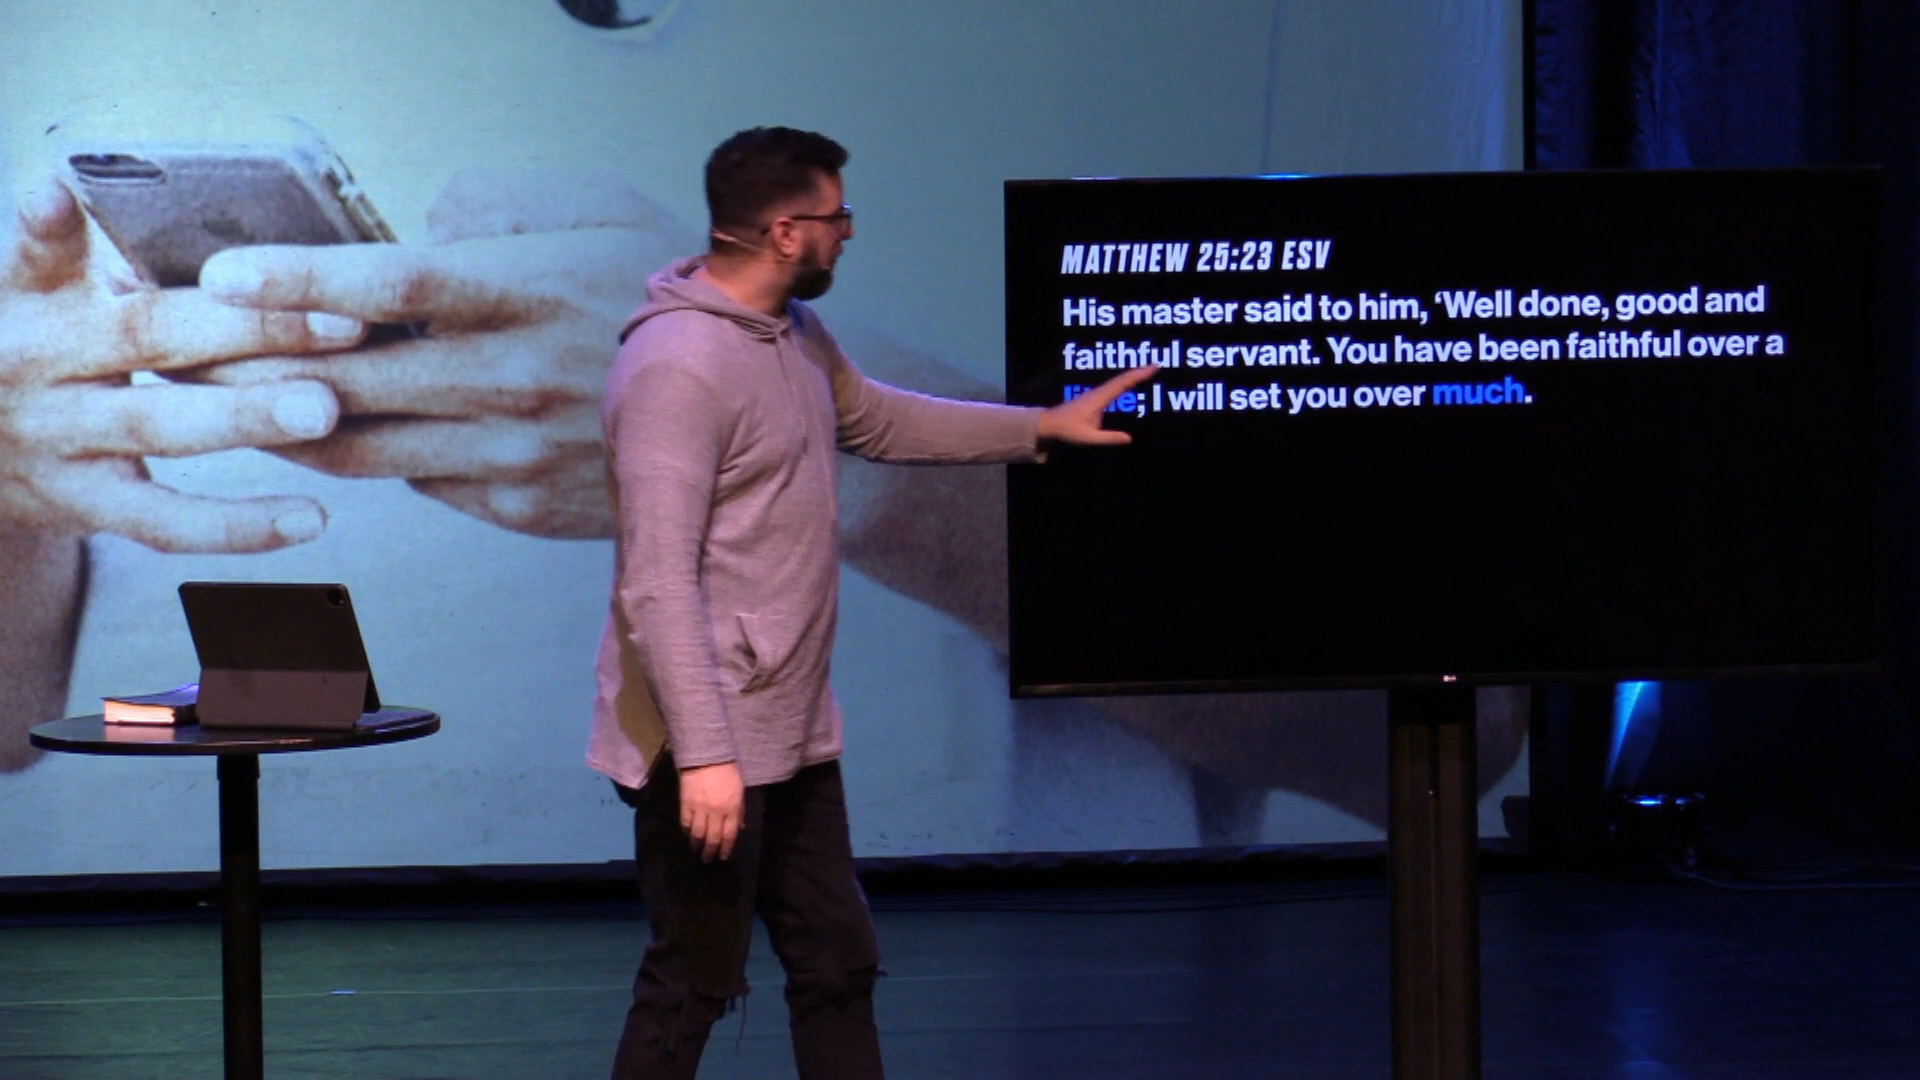 MATTHEW 25:23 ESV
His master said to him, ‘Well done, good and
faithful servant. You have been faithful over a
little; I will set you over much.